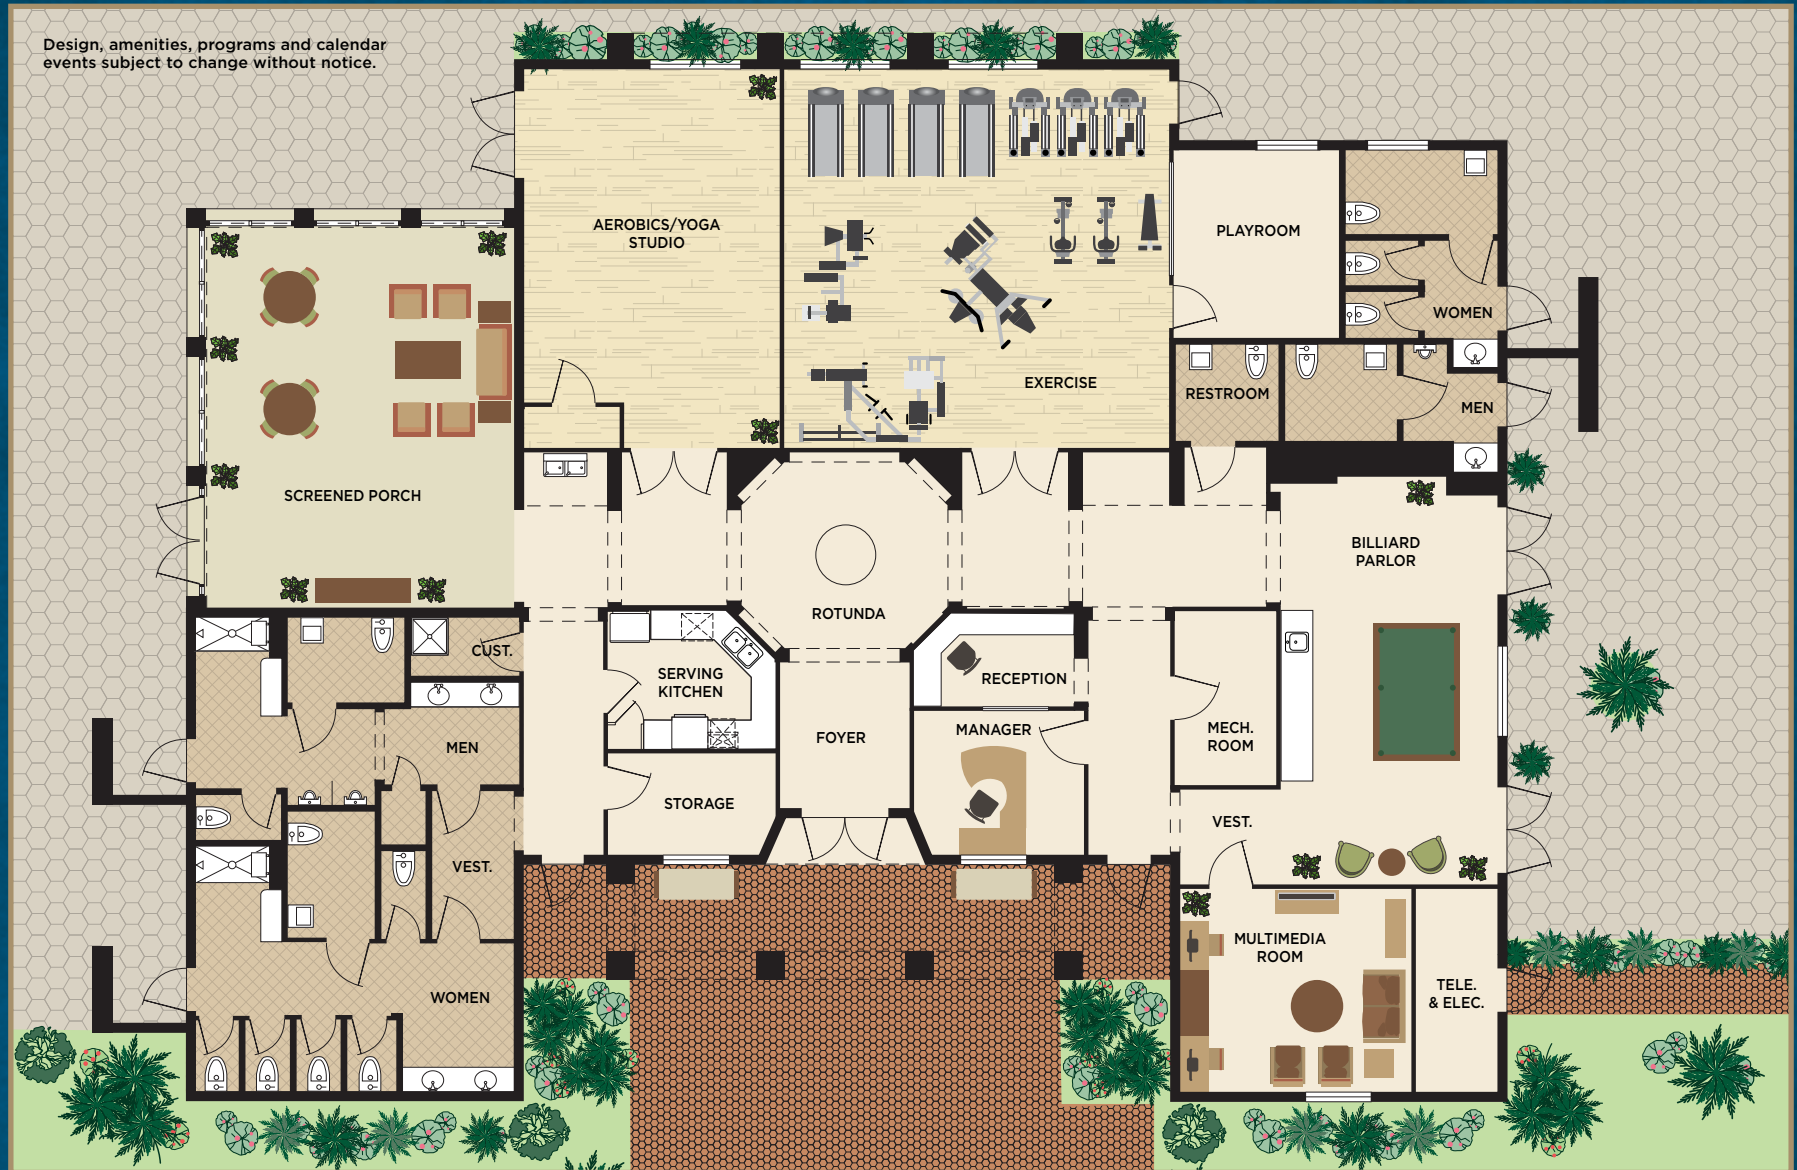 Design, amenities, programs and calendar
events subject to change without notice.
AEROBICS/YOGA
STUDIO
PLAYROOM
WOMEN
EXERCISE
RESTROOM
MEN
SCREENED PORCH
BILLIARD
PARLOR
ROTUNDA
CUST.
SERVING
KITCHEN
RECEPTION
MEN
FOYER
MANAGER
MECH.
ROOM
STORAGE
VEST.
VEST.
MULTIMEDIA
ROOM
WOMEN
TELE.
& ELEC.